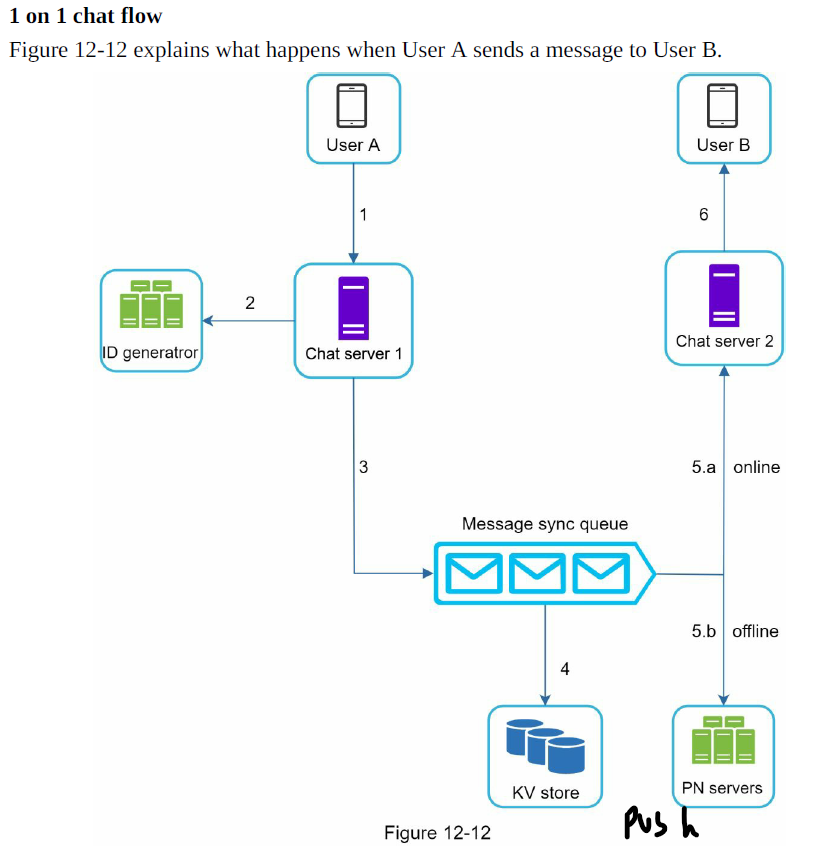 1 on 1 chat flow
Figure 12-12 explains what happens when User A sends a message to User B.
User A
User B
1
6
2
ID generatror
Chat server 1
Chat server 2
3
5.a online
Message sync queue
5.b offline
4
KV store
PN servers
Push
Figure 12-12